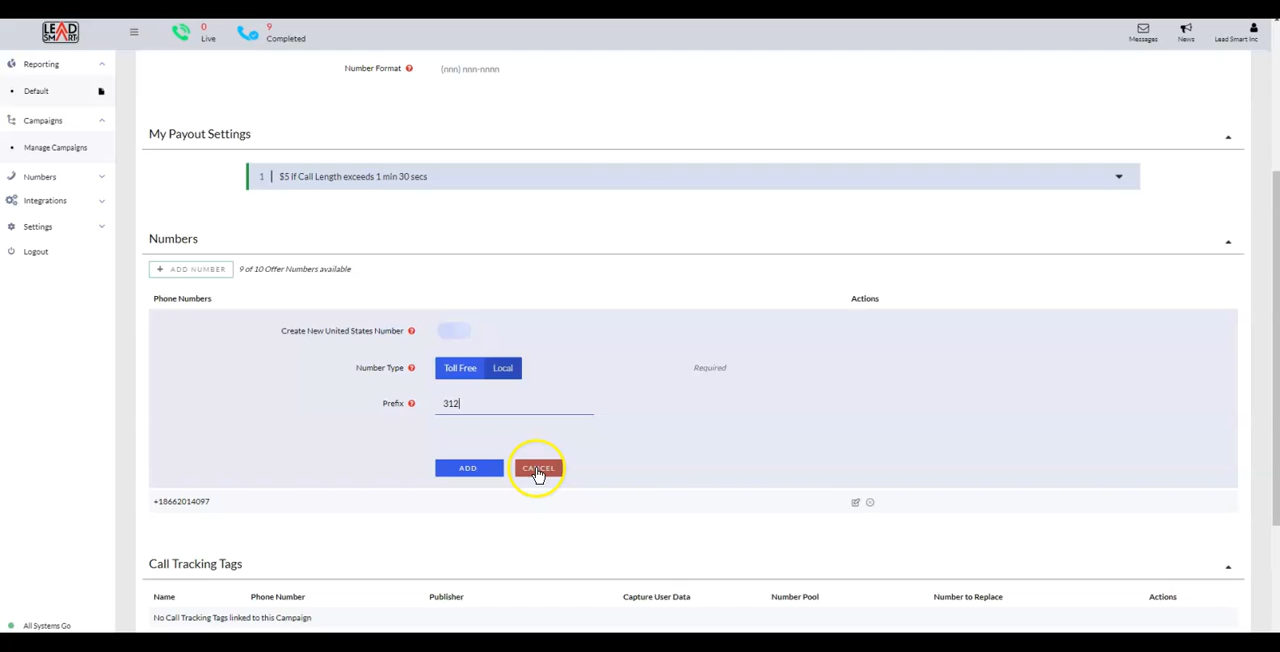 LEAD
SMART
0
Live
9
Completed
Messages
News
Lead Smart Inc
Reporting
Default
Campaigns
Manage Campaigns
Numbers
Integrations
Settings
Logout
Number Format
(nnn) nnn-nnnn
My Payout Settings
1 $5 if Call Length exceeds 1 min 30 secs
Numbers
+ ADD NUMBER 9 of 10 Offer Numbers available
Phone Numbers Actions
Create New United States Number
Number Type Toll Free Local Required
Prefix 312
ADD CANCEL
+18662014097
Call Tracking Tags
Name Phone Number Publisher Capture User Data Number Pool Number to Replace Actions
No Call Tracking Tags linked to this Campaign
All Systems Go